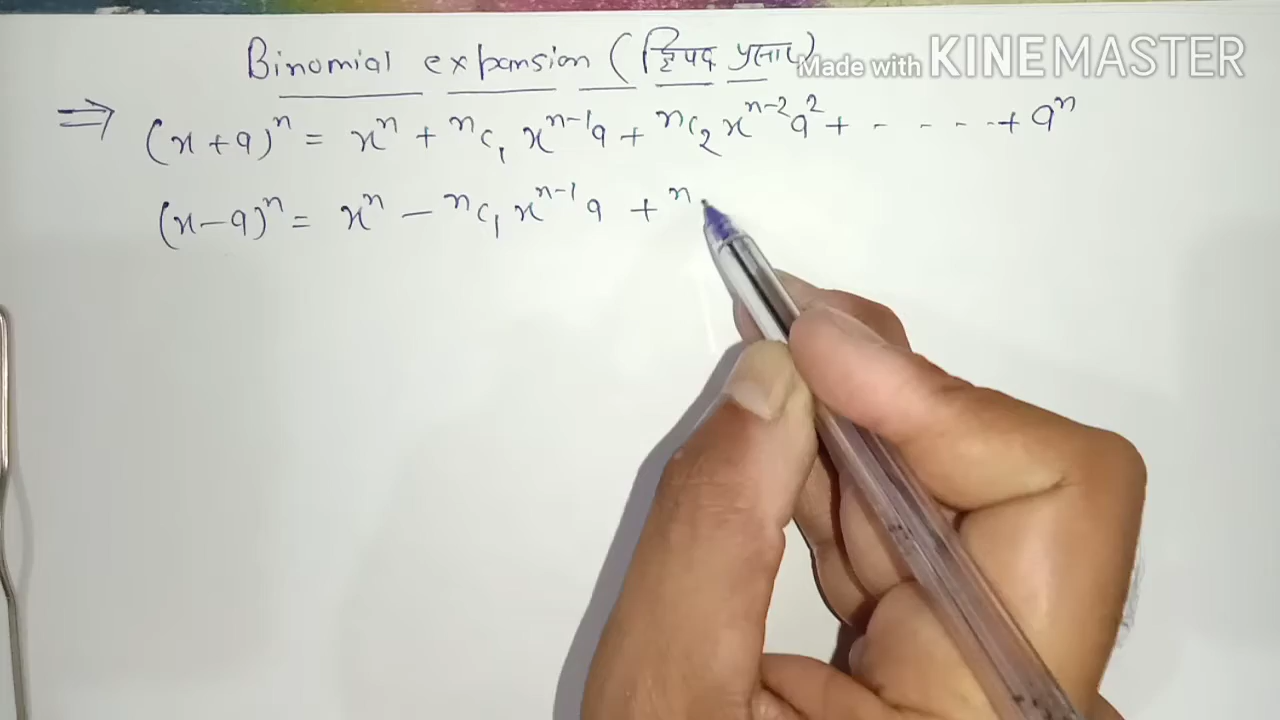 Binomial expansion (द्विपद प्रसार)
Made with KINEMASTER
⇒ (x+a)ⁿ = xⁿ + ⁿC₁ xⁿ⁻¹a + ⁿC₂ xⁿ⁻²a² + - - - - + aⁿ
(x-a)ⁿ = xⁿ - ⁿC₁ xⁿ⁻¹ a + ⁿ